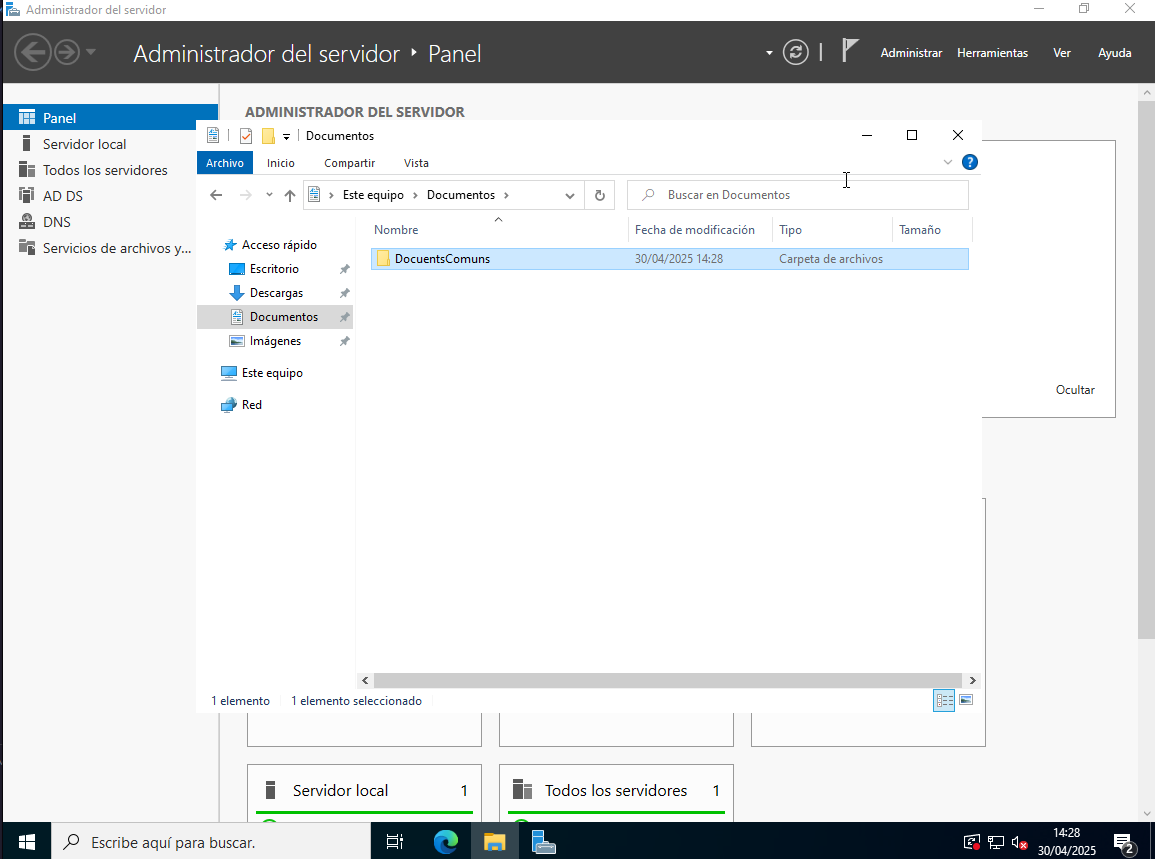 Administrador del servidor
Administrador del servidor • Panel
Administrar Herramientas Ver Ayuda
Panel
Servidor local
Todos los servidores
AD DS
DNS
Servicios de archivos y...
ADMINISTRADOR DEL SERVIDOR
Documentos
Archivo Inicio Compartir Vista
Este equipo > Documentos >
Buscar en Documentos
Nombre Fecha de modificación Tipo Tamaño
DocuentsComuns 30/04/2025 14:28 Carpeta de archivos
Acceso rápido
Escritorio
Descargas
Documentos
Imágenes
Este equipo
Red
1 elemento 1 elemento seleccionado
Ocultar
Servidor local 1
Todos los servidores 1
Escribe aquí para buscar.
14:28
30/04/2025
2